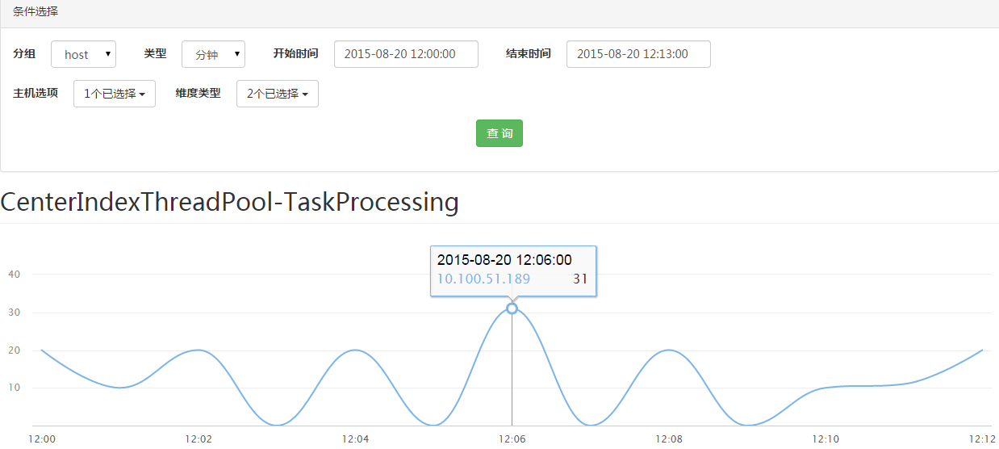 条件选择
分组 host 类型 分钟 开始时间 2015-08-20 12:00:00 结束时间 2015-08-20 12:13:00
主机选项 1个已选择 维度类型 2个已选择
查 询
CenterIndexThreadPool-TaskProcessing
2015-08-20 12:06:00
10.100.51.189 31
40
30
20
10
12:00 12:02 12:04 12:06 12:08 12:10 12:12